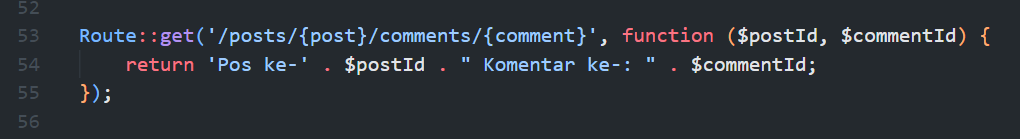 52
53 Route::get('/posts/{post}/comments/{comment}', function ($postId, $commentId) {
54     return 'Pos ke-' . $postId . " Komentar ke-: " . $commentId;
55 });
56